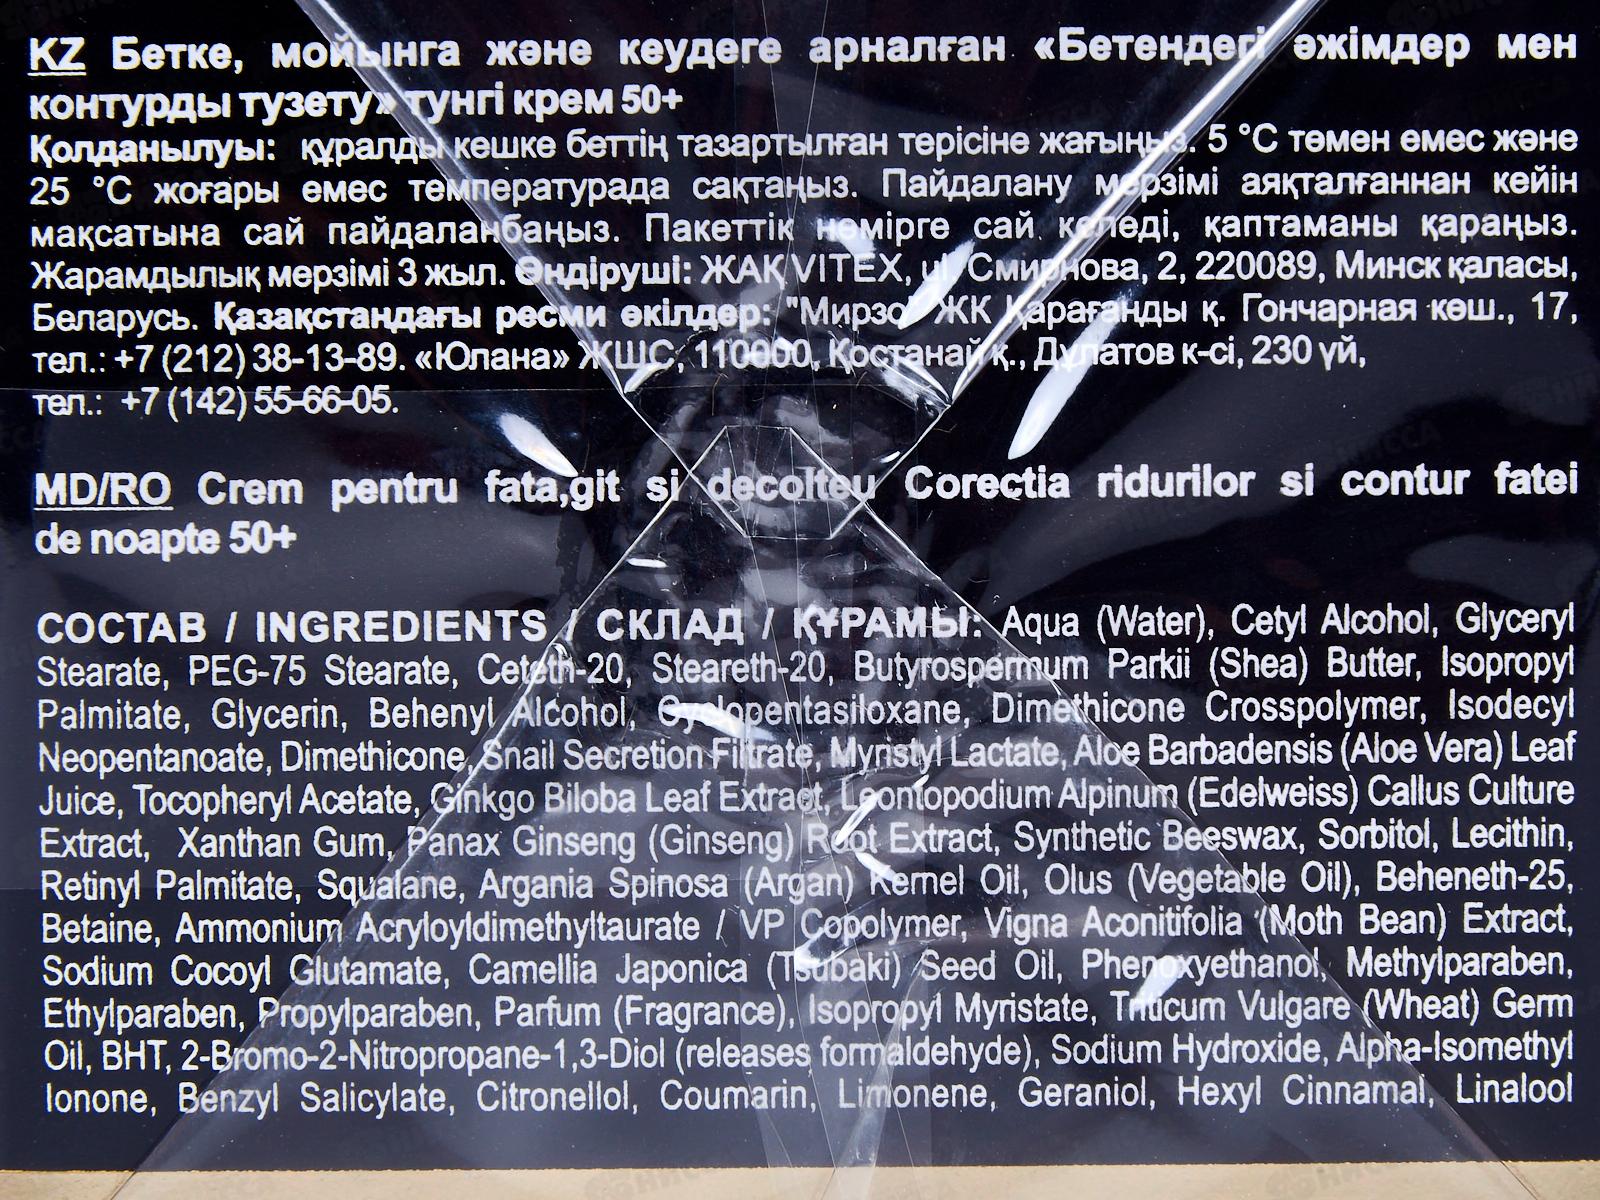 KZ Бетке, мойынга және кеудеге арналған «Бетендегі әжімдер мен
контурды тузету» тунгі крем 50+
Қолданылуы: құралды кешке беттің тазартылған терісіне жағыңыз. 5 °C төмен емес және
25 °C жоғары емес температурада сақтаңыз. Пайдалану мерзімі аяқталғаннан кейін
мақсатына сай пайдаланбаңыз. Пакеттік нөмірге сай келеді, қаптаманы қараңыз.
Жарамдылық мерзімі 3 жыл. Өндіруші: ЖАҚ VITEX, ul. Смирнова, 2, 220089, Минск қаласы,
Беларусь. Қазақстандағы ресми өкілдер: "Мирзо" ЖК Қарағанды қ. Гончарная көш., 17,
тел.: +7 (212) 38-13-89. «Юлана» ЖШС, 110000, Қостанай қ., Дулатов к-сі, 230 үй,
тел.: +7 (142) 55-66-05.
MD/RO Crem pentru fata,git si decolteu Corectia ridurilor si contur fatei
de noapte 50+
СОСТАВ / INGREDIENTS / СКЛАД / ҚҰРАМЫ: Aqua (Water), Cetyl Alcohol, Glyceryl
Stearate, PEG-75 Stearate, Ceteth-20, Steareth-20, Butyrospermum Parkii (Shea) Butter, Isopropyl
Palmitate, Glycerin, Behenyl Alcohol, Cyclopentasiloxane, Dimethicone Crosspolymer, Isodecyl
Neopentanoate, Dimethicone, Snail Secretion Filtrate, Myristyl Lactate, Aloe Barbadensis (Aloe Vera) Leaf
Juice, Tocopheryl Acetate, Ginkgo Biloba Leaf Extract, Leontopodium Alpinum (Edelweiss) Callus Culture
Extract, Xanthan Gum, Panax Ginseng (Ginseng) Root Extract, Synthetic Beeswax, Sorbitol, Lecithin,
Retinyl Palmitate, Squalane, Argania Spinosa (Argan) Kernel Oil, Olus (Vegetable Oil), Beheneth-25,
Betaine, Ammonium Acryloyldimethyltaurate / VP Copolymer, Vigna Aconitifolia (Moth Bean) Extract,
Sodium Cocoyl Glutamate, Camellia Japonica (Tsubaki) Seed Oil, Phenoxyethanol, Methylparaben,
Ethylparaben, Propylparaben, Parfum (Fragrance), Isopropyl Myristate, Triticum Vulgare (Wheat) Germ
Oil, BHT, 2-Bromo-2-Nitropropane-1,3-Diol (releases formaldehyde), Sodium Hydroxide, Alpha-Isomethyl
Ionone, Benzyl Salicylate, Citronellol, Coumarin, Limonene, Geraniol, Hexyl Cinnamal, Linalool